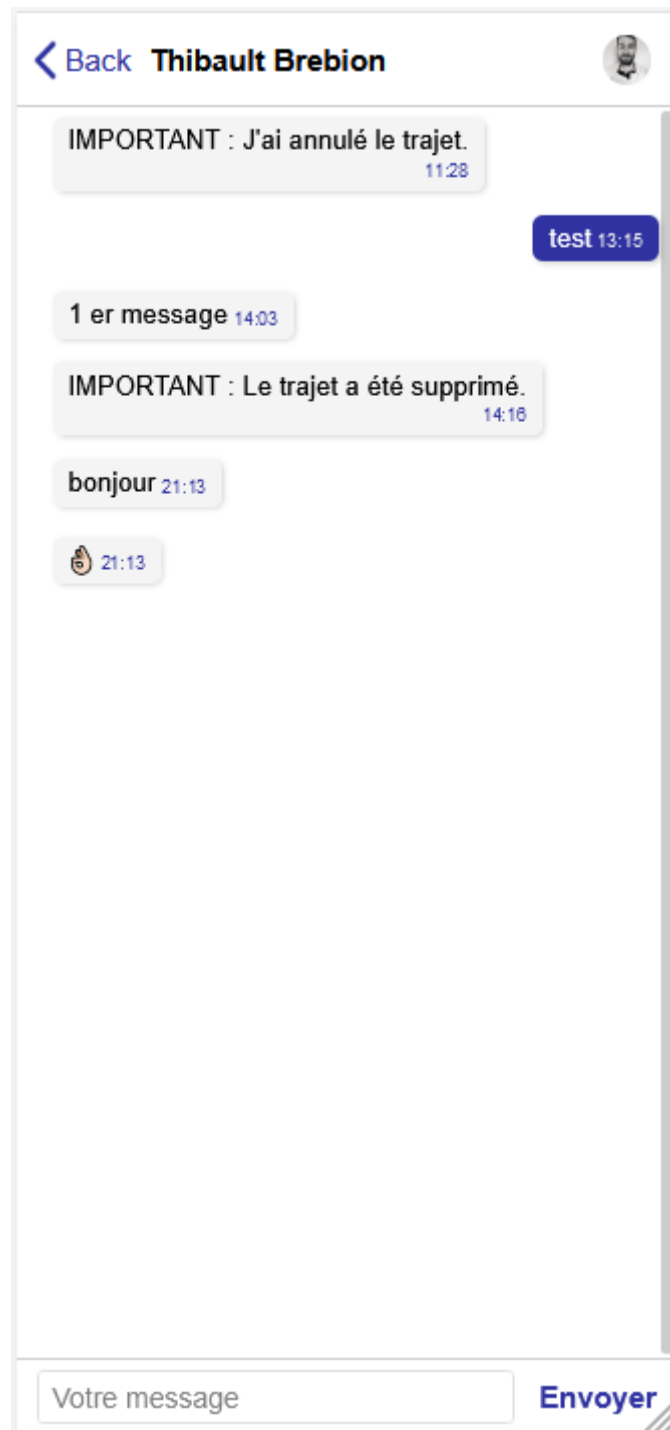 Back Thibault Brebion
IMPORTANT : J'ai annulé le trajet.
11:28
test 13:15
1 er message 14:03
IMPORTANT : Le trajet a été supprimé.
14:16
bonjour 21:13
👌🏻 21:13
Votre message Envoyer